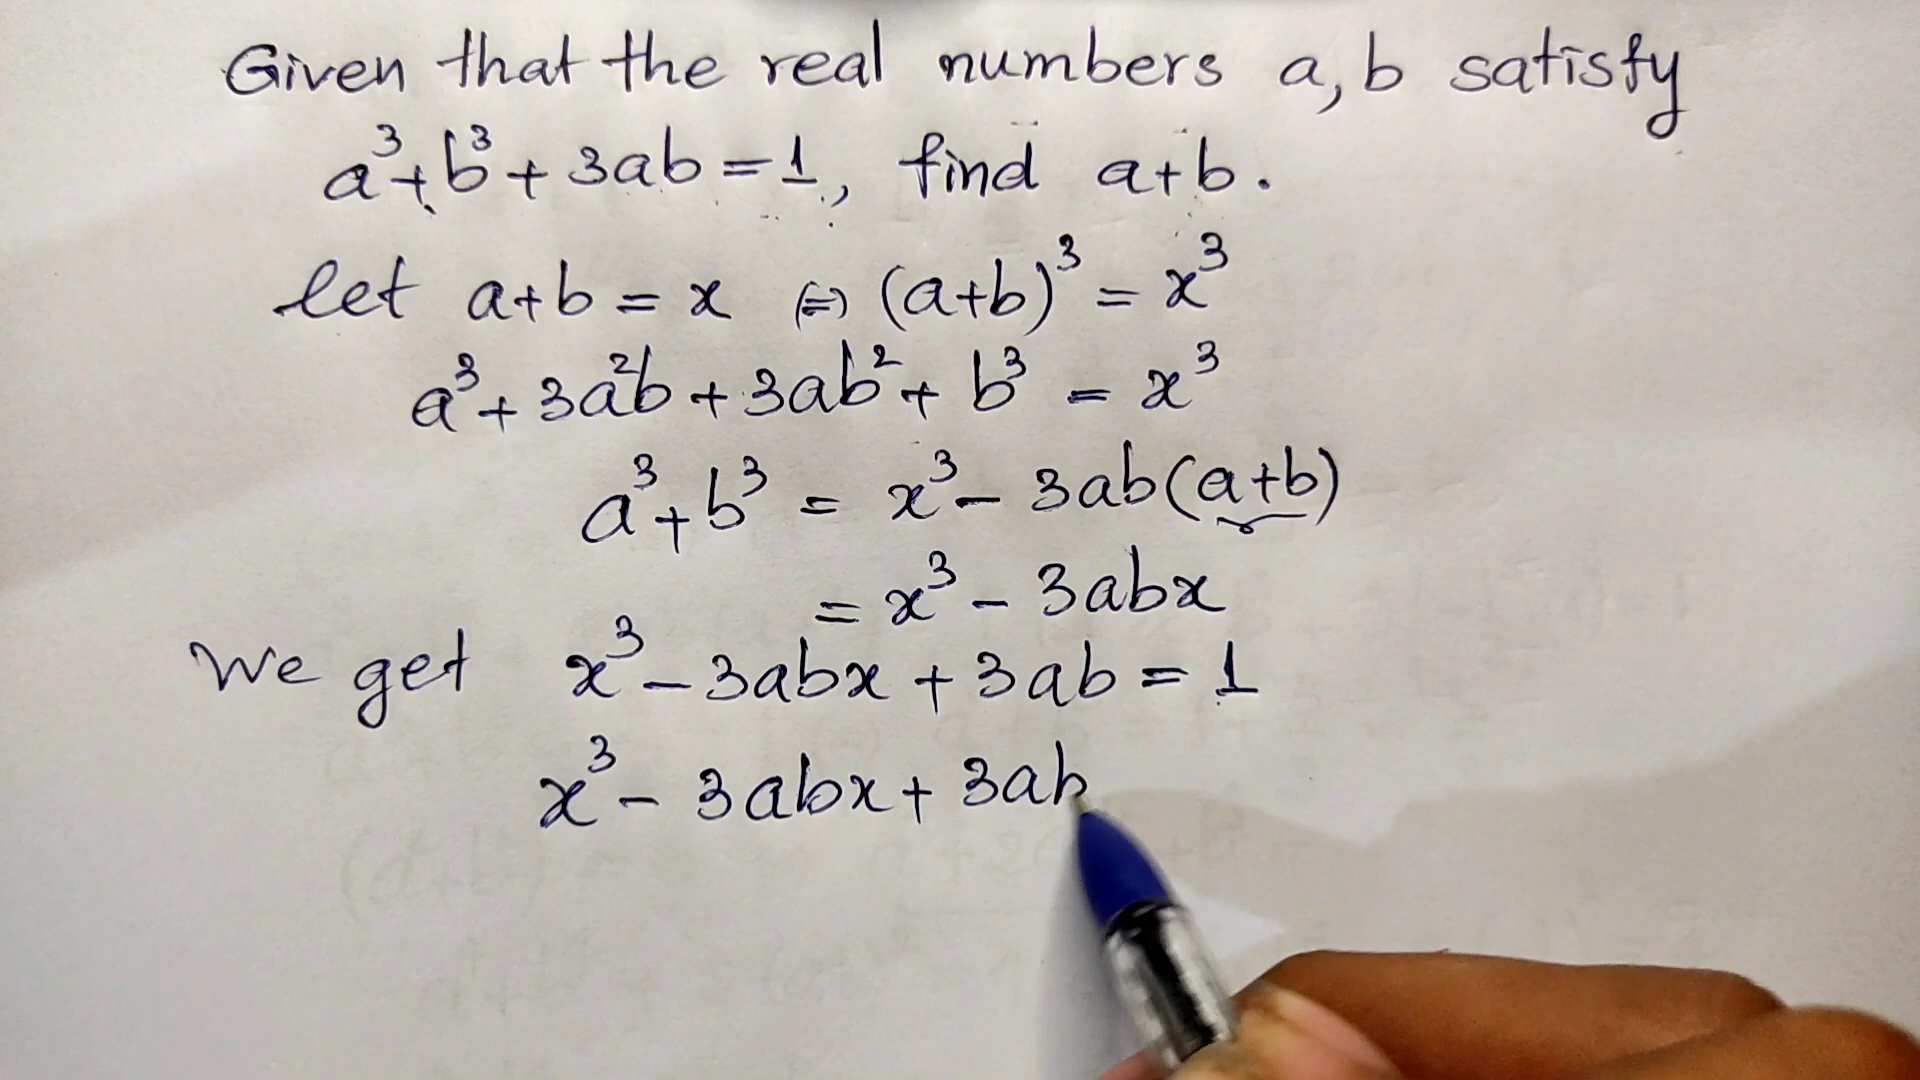 Given that the real numbers a, b satisfy
a³+b³+3ab=1, find a+b.
let a+b = x (=) (a+b)³ = x³
a³+3a²b+3ab²+b³ = x³
a³+b³ = x³-3ab(a+b)
= x³-3abx
We get x³-3abx+3ab=1
x³-3abx+3ab